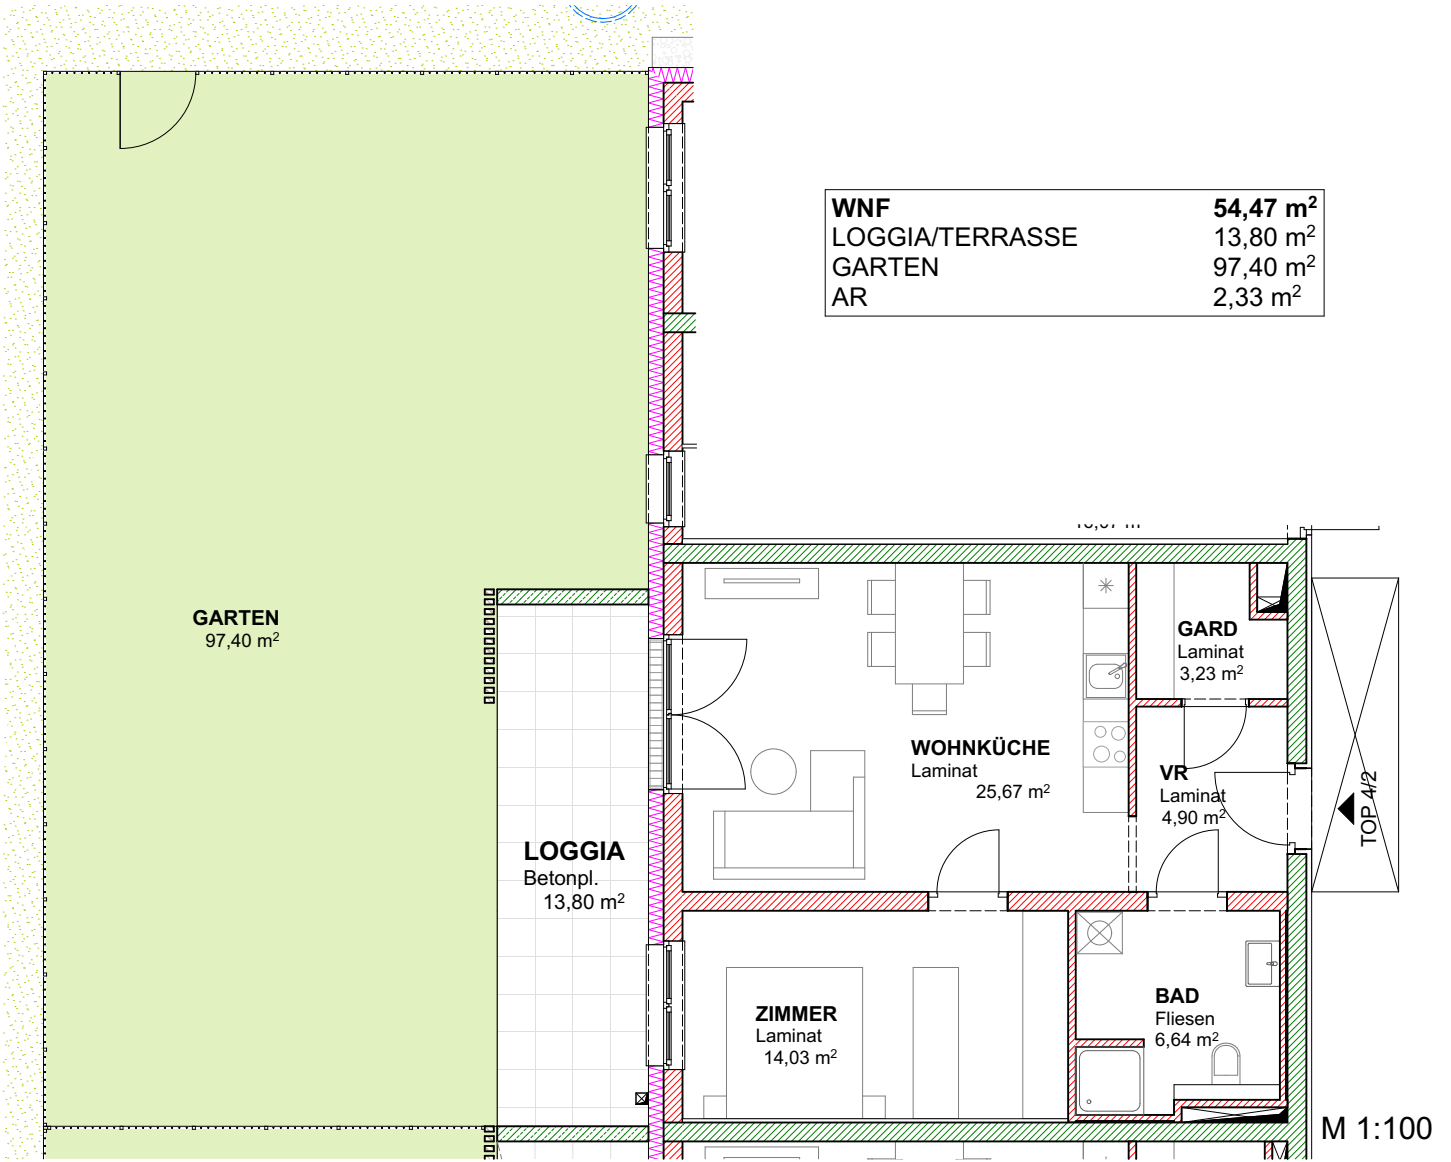 WNF 54,47 m²
LOGGIA/TERRASSE 13,80 m²
GARTEN 97,40 m²
AR 2,33 m²
GARTEN
97,40 m²
GARD
Laminat
3,23 m²
WOHNKÜCHE
Laminat
25,67 m²
VR
Laminat
4,90 m²
TOP 4/2
LOGGIA
Betonpl.
13,80 m²
ZIMMER
Laminat
14,03 m²
BAD
Fliesen
6,64 m²
M 1:100